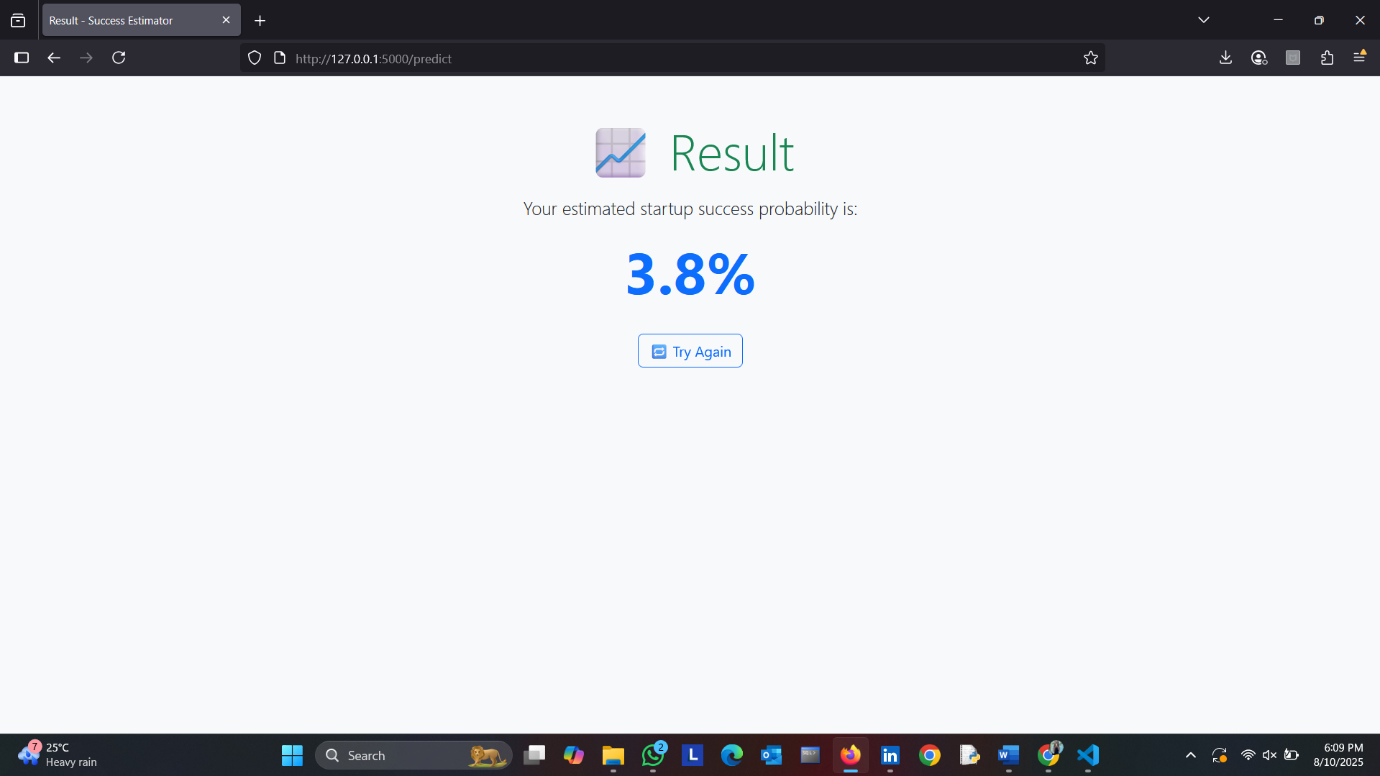 Result - Success Estimator
http://127.0.0.1:5000/predict
Result
Your estimated startup success probability is:
3.8%
Try Again
7
25°C
Heavy rain
Search
2
L
6:09 PM
8/10/2025